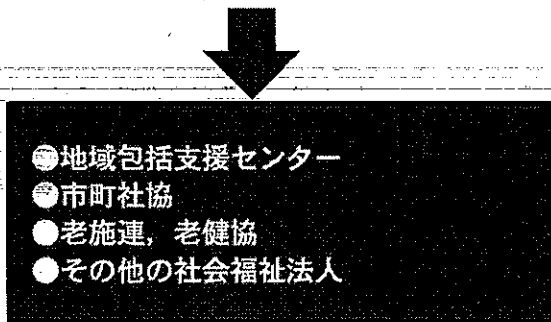 ●地域包括支援センター
●市町社協
●老施連，老健協
●その他の社会福祉法人